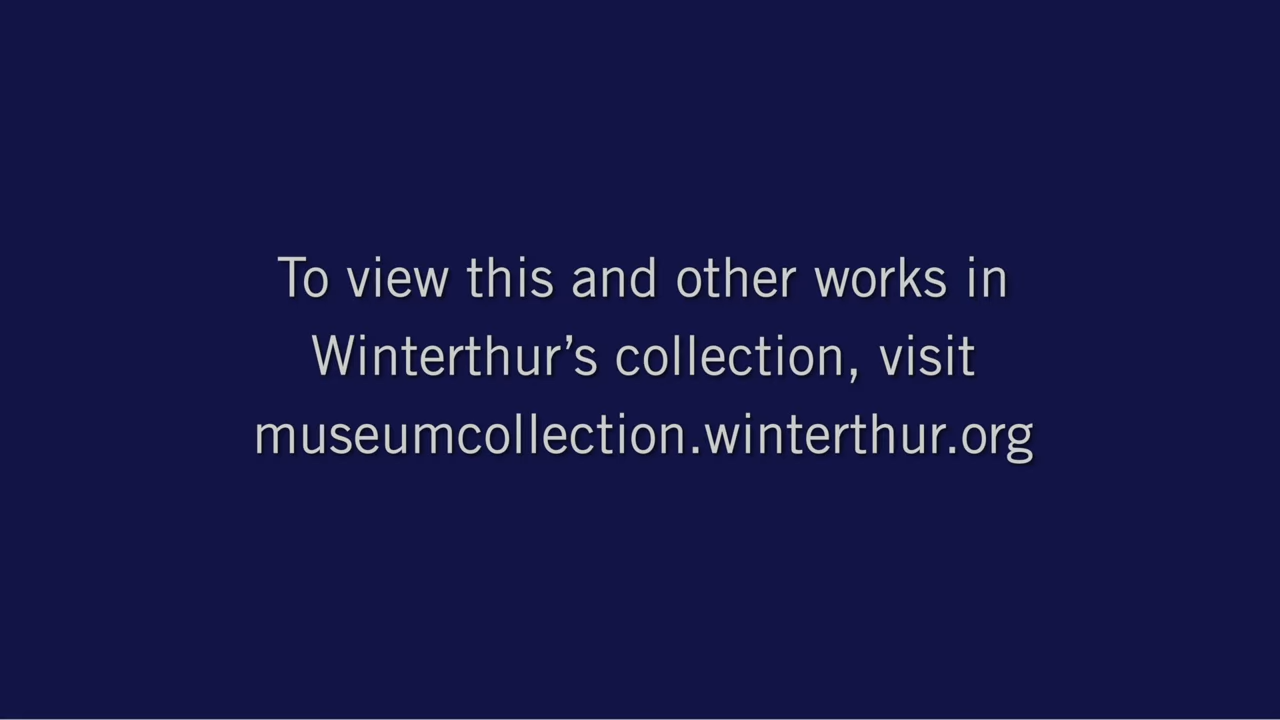 To view this and other works in
Winterthur’s collection, visit
museumcollection.winterthur.org